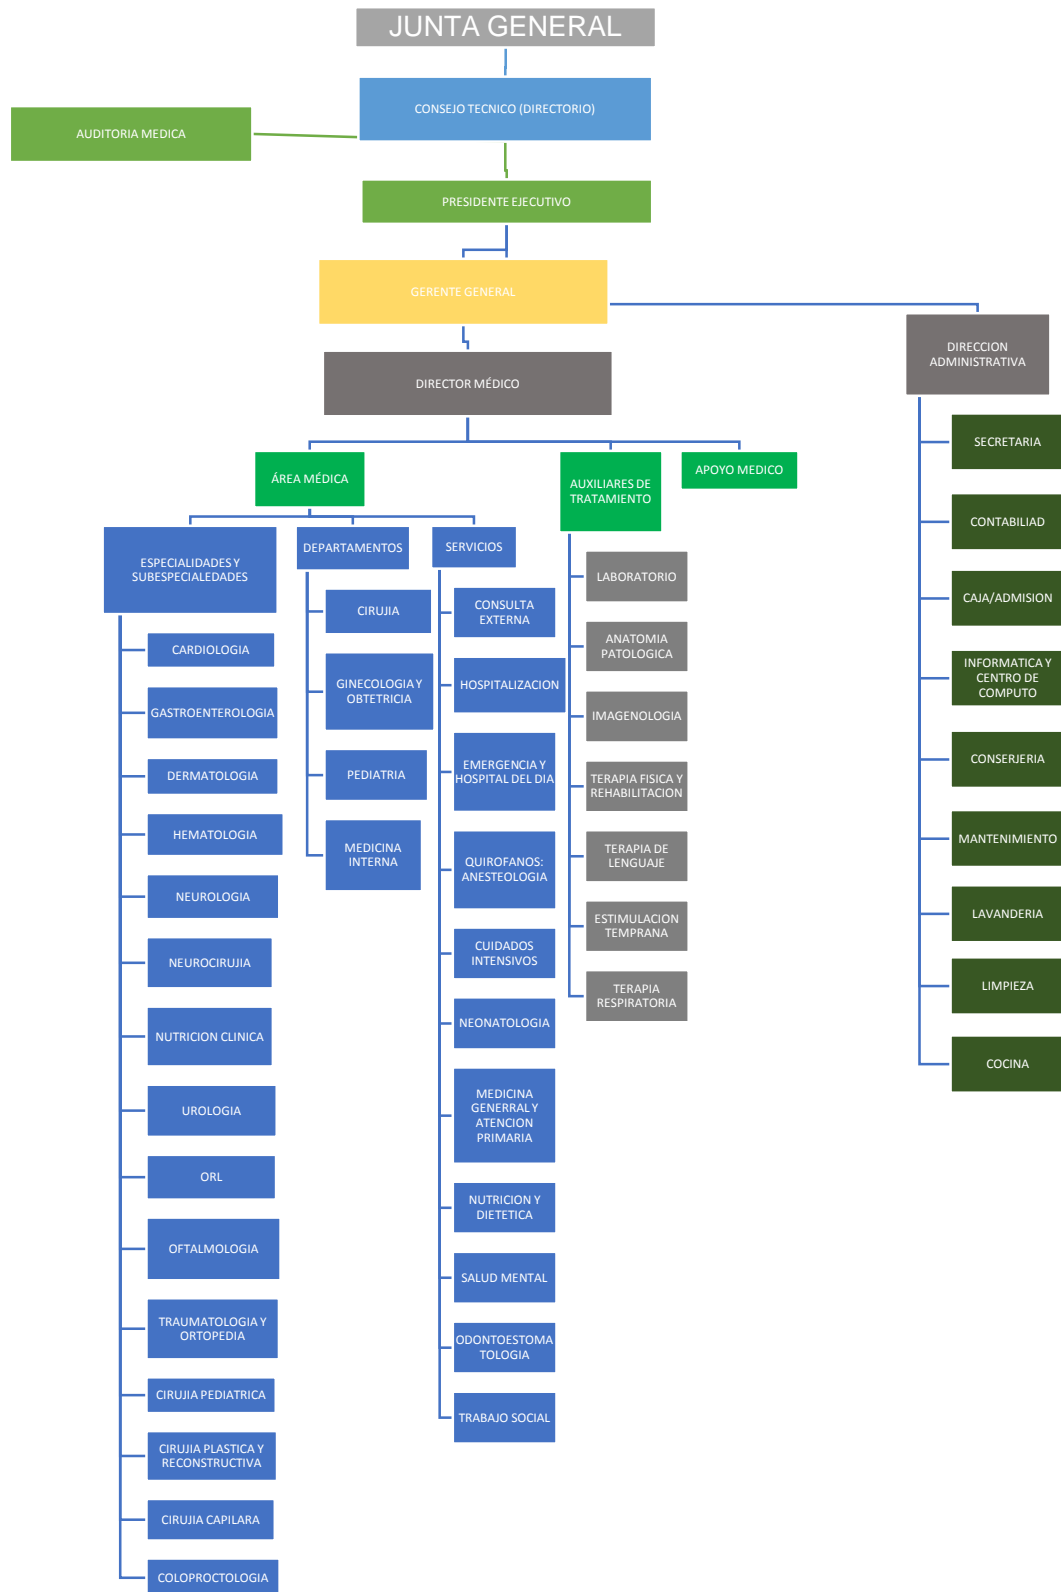 JUNTA GENERAL
CONSEJO TECNICO (DIRECTORIO)
AUDITORIA MEDICA
PRESIDENTE EJECUTIVO
GERENTE GENERAL
DIRECCION
ADMINISTRATIVA
DIRECTOR MÉDICO
ÁREA MÉDICA
AUXILIARES DE
TRATAMIENTO
APOYO MEDICO
ESPECIALIDADES Y
SUBESPECIALEDADES
CARDIOLOGIA
GASTROENTEROLOGIA
DERMATOLOGIA
HEMATOLOGIA
NEUROLOGIA
NEUROCIRUJIA
NUTRICION CLINICA
UROLOGIA
ORL
OFTALMOLOGIA
TRAUMATOLOGIA Y
ORTOPEDIA
CIRUJIA PEDIATRICA
CIRUJIA PLASTICA Y
RECONSTRUCTIVA
CIRUJIA CAPILARA
COLOPROCTOLOGIA
DEPARTAMENTOS
CIRUJIA
GINECOLOGIA Y
OBTETRICIA
PEDIATRIA
MEDICINA
INTERNA
SERVICIOS
CONSULTA
EXTERNA
HOSPITALIZACION
EMERGENCIA Y
HOSPITAL DEL DIA
QUIROFANOS:
ANESTEOLOGIA
CUIDADOS
INTENSIVOS
NEONATOLOGIA
MEDICINA
GENERRAL Y
ATENCION
PRIMARIA
NUTRICION Y
DIETETICA
SALUD MENTAL
ODONTOESTOMA
TOLOGIA
TRABAJO SOCIAL
LABORATORIO
ANATOMIA
PATOLOGICA
IMAGENOLOGIA
TERAPIA FISICA Y
REHABILITACION
TERAPIA DE
LENGUAJE
ESTIMULACION
TEMPRANA
TERAPIA
RESPIRATORIA
SECRETARIA
CONTABILIAD
CAJA/ADMISION
INFORMATICA Y
CENTRO DE
COMPUTO
CONSERJERIA
MANTENIMIENTO
LAVANDERIA
LIMPIEZA
COCINA